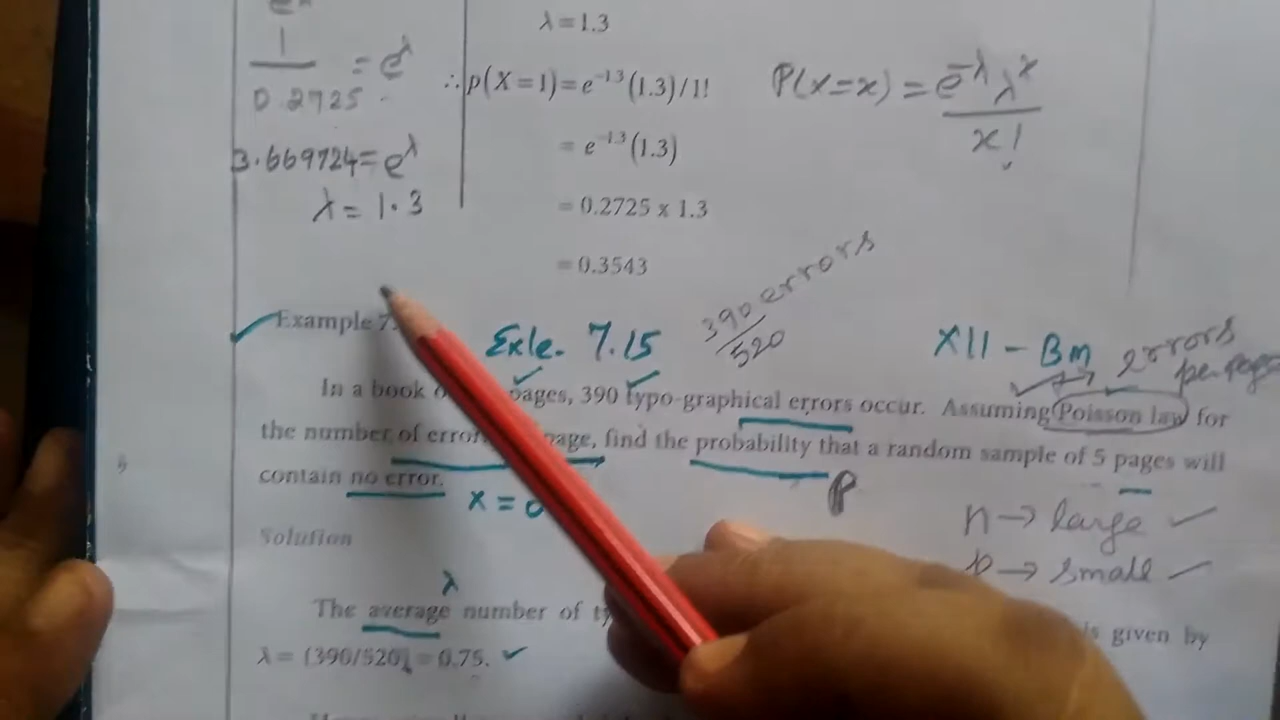 1
0.2725 = e^λ
3.669724 = e^λ
λ = 1.3
λ = 1.3
∴ p(X = 1) = e^-1.3 (1.3) / 1!
= e^-1.3 (1.3)
= 0.2725 x 1.3
= 0.3543
P(X = x) = e^-λ λ^x
x!
Example 7.
Exle. 7.15
390 errors
520
XII - BM
errors
per page
In a book pages, 390 typo-graphical errors occur. Assuming Poisson law for
the number of error page, find the probability that a random sample of 5 pages will
contain no error.
x = 0
P
n → large
p → small
Solution
λ
The average number of is given by
λ = (390/520) = 0.75.